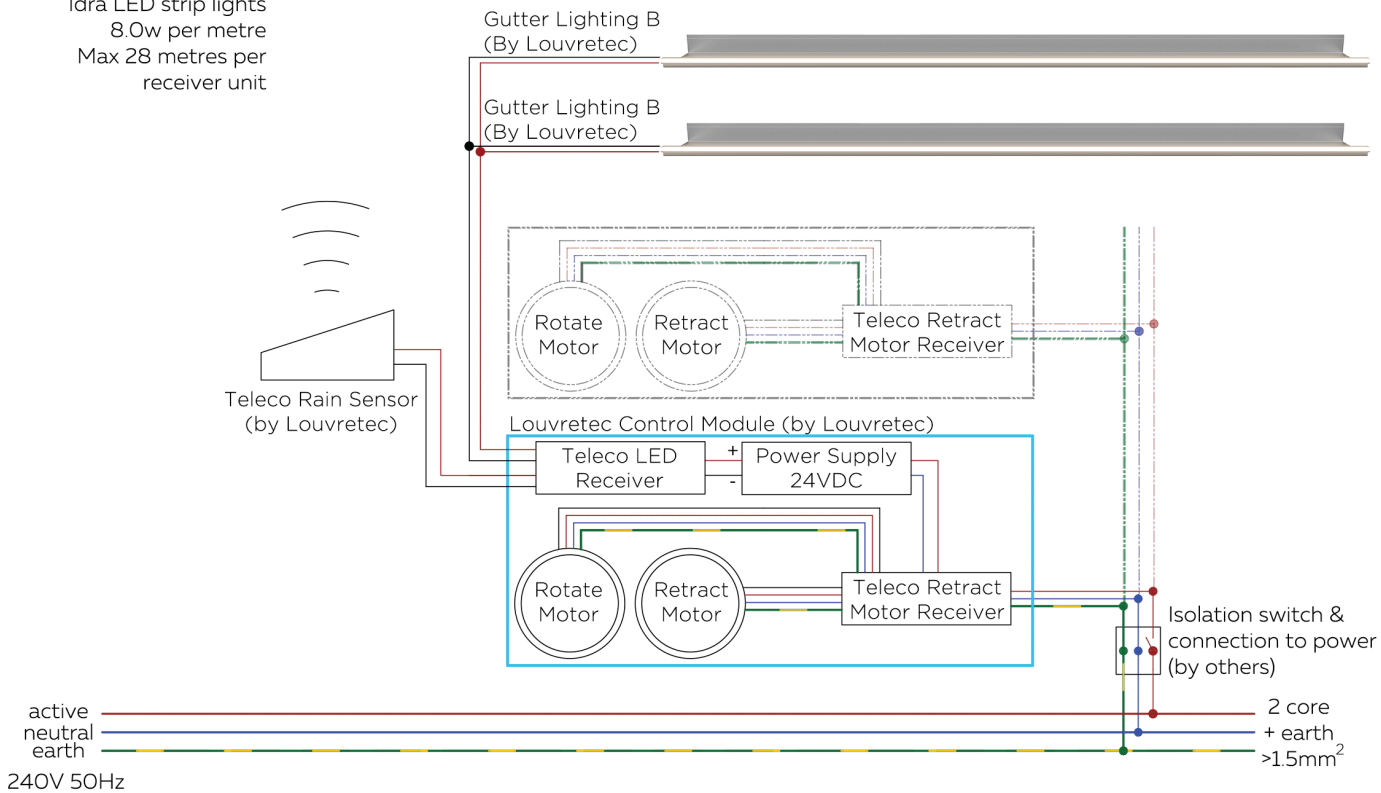 Idra LED strip lights
8.0w per metre
Max 28 metres per
receiver unit
Gutter Lighting B
(By Louvretec)
Gutter Lighting B
(By Louvretec)
Rotate
Motor
Retract
Motor
Teleco Retract
Motor Receiver
Teleco Rain Sensor
(by Louvretec)
Louvretec Control Module (by Louvretec)
Teleco LED
Receiver
+
-
Power Supply
24VDC
Rotate
Motor
Retract
Motor
Teleco Retract
Motor Receiver
Isolation switch &
connection to power
(by others)
active
neutral
earth
240V 50Hz
2 core
+ earth
>1.5mm²